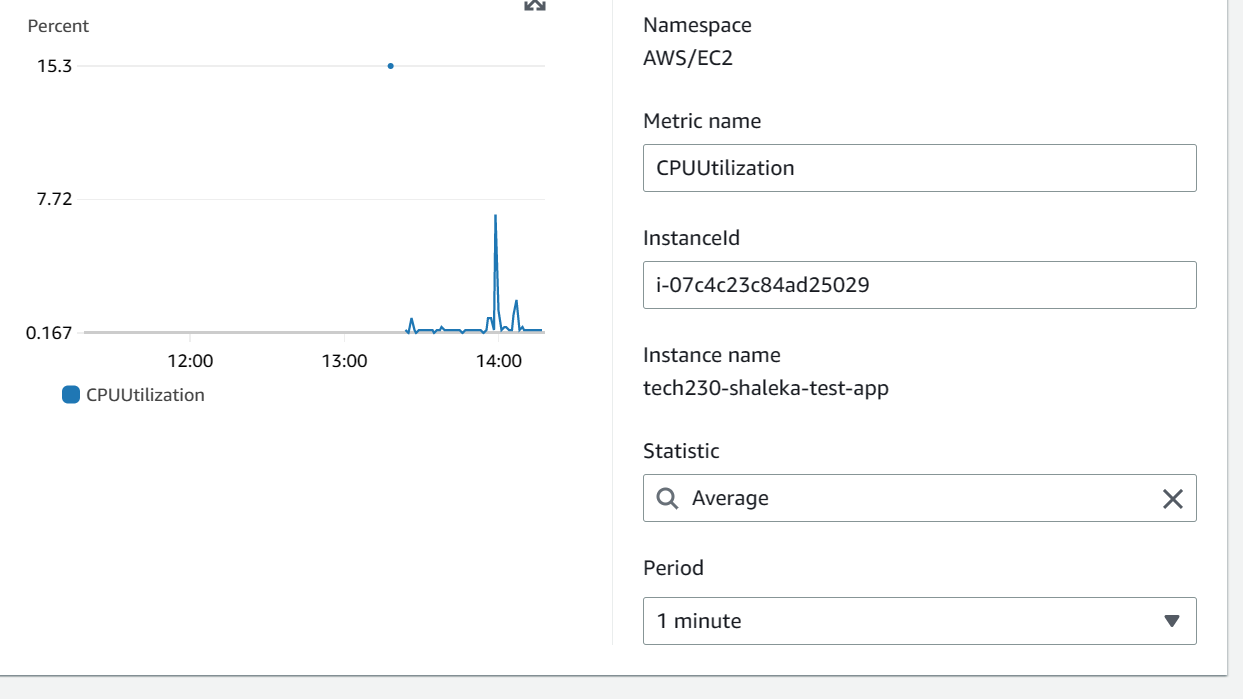 Percent
15.3
7.72
0.167
12:00 13:00 14:00
CPUUtilization
Namespace
AWS/EC2
Metric name
CPUUtilization
InstanceId
i-07c4c23c84ad25029
Instance name
tech230-shaleka-test-app
Statistic
Average
Period
1 minute